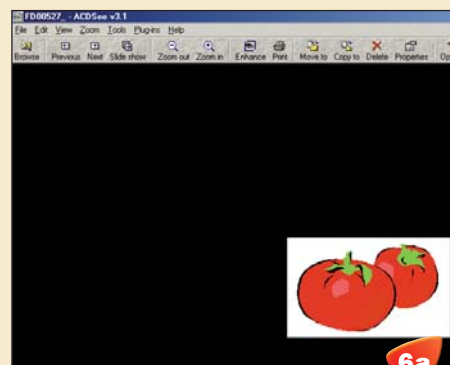 FD00527_ - ACDSee v3.1
File Edit View Zoom Tools Plug-ins Help
Browse Previous Next Slide show Zoom out Zoom in Enhance Print Move to Copy to Delete Properties
6a